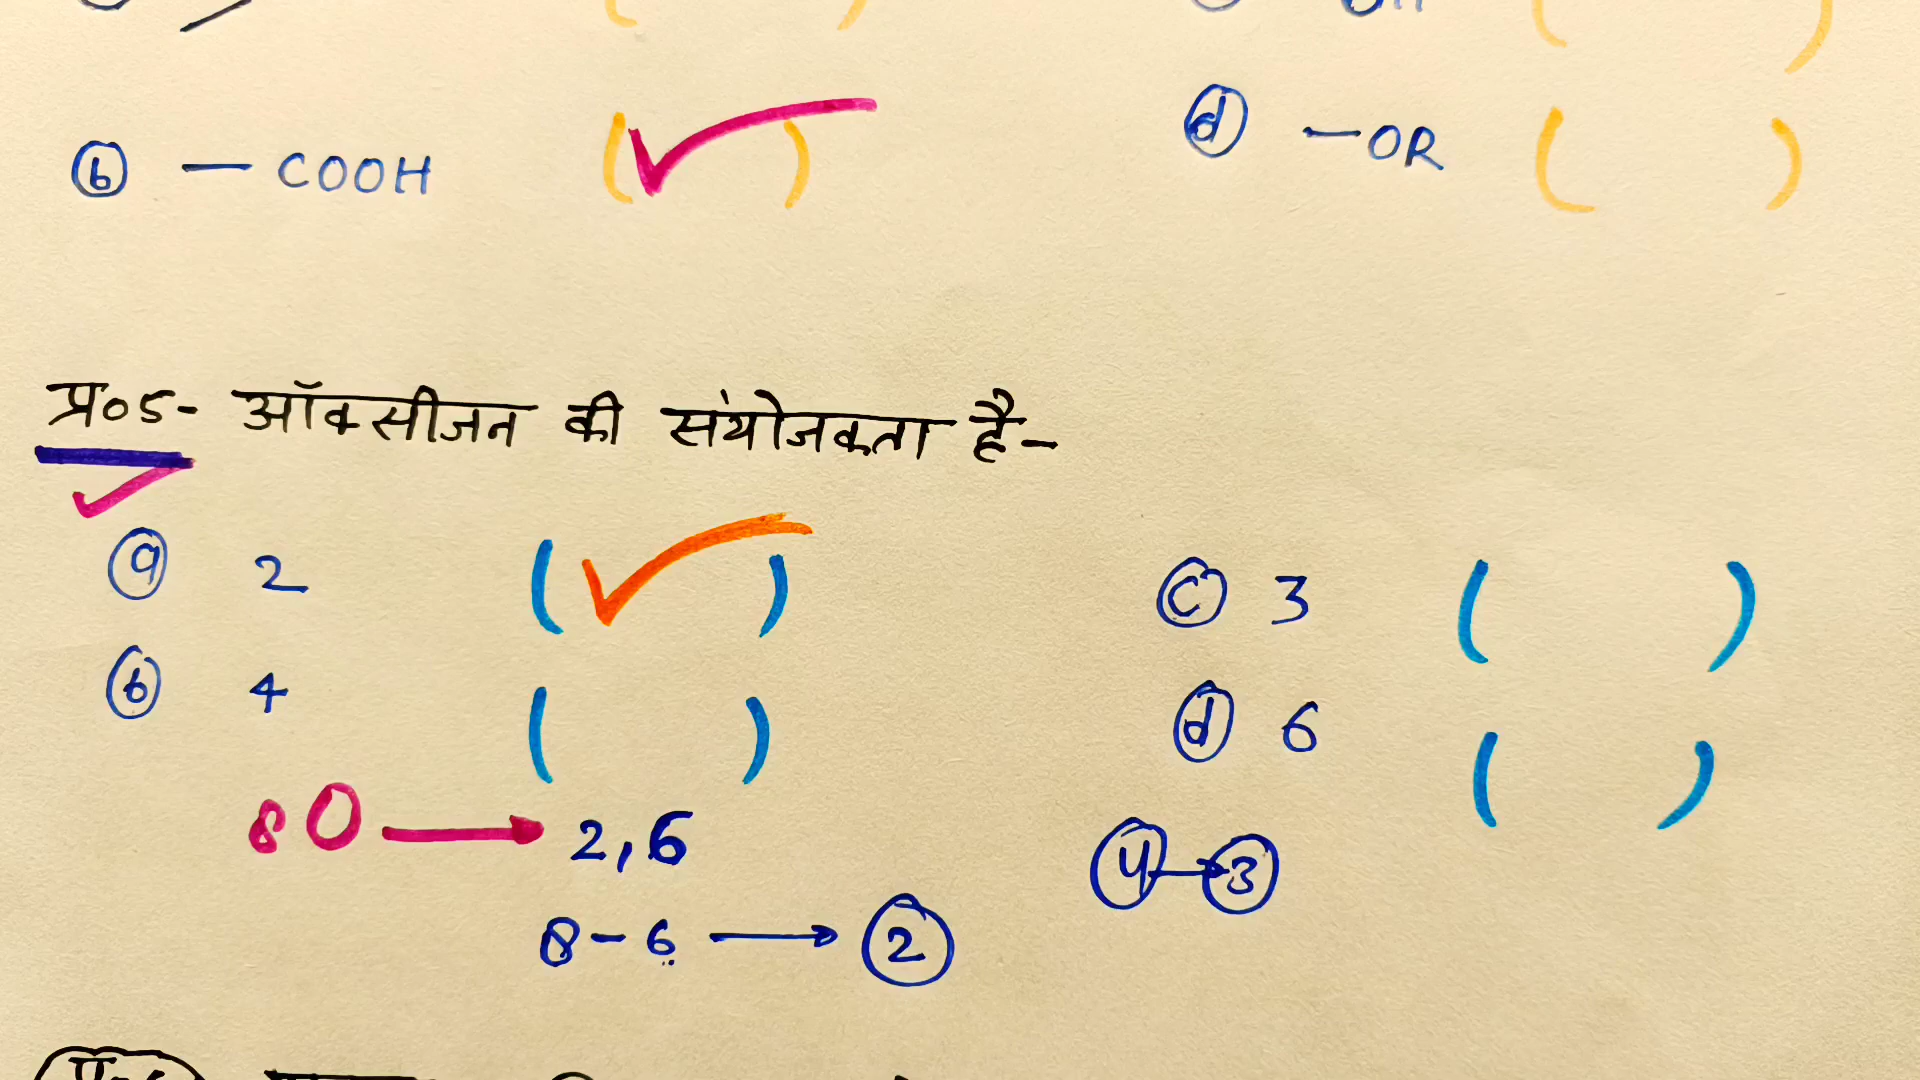 ⓑ — COOH ( ✓ ) ⓓ —OR ( )
प्र०5- ऑक्सीजन की संयोजकता है-
ⓐ 2 ( ✓ ) ⓒ 3 ( )
ⓑ 4 ( ) ⓓ 6 ( )
8O → 2,6
4 → 3
8-6 → 2